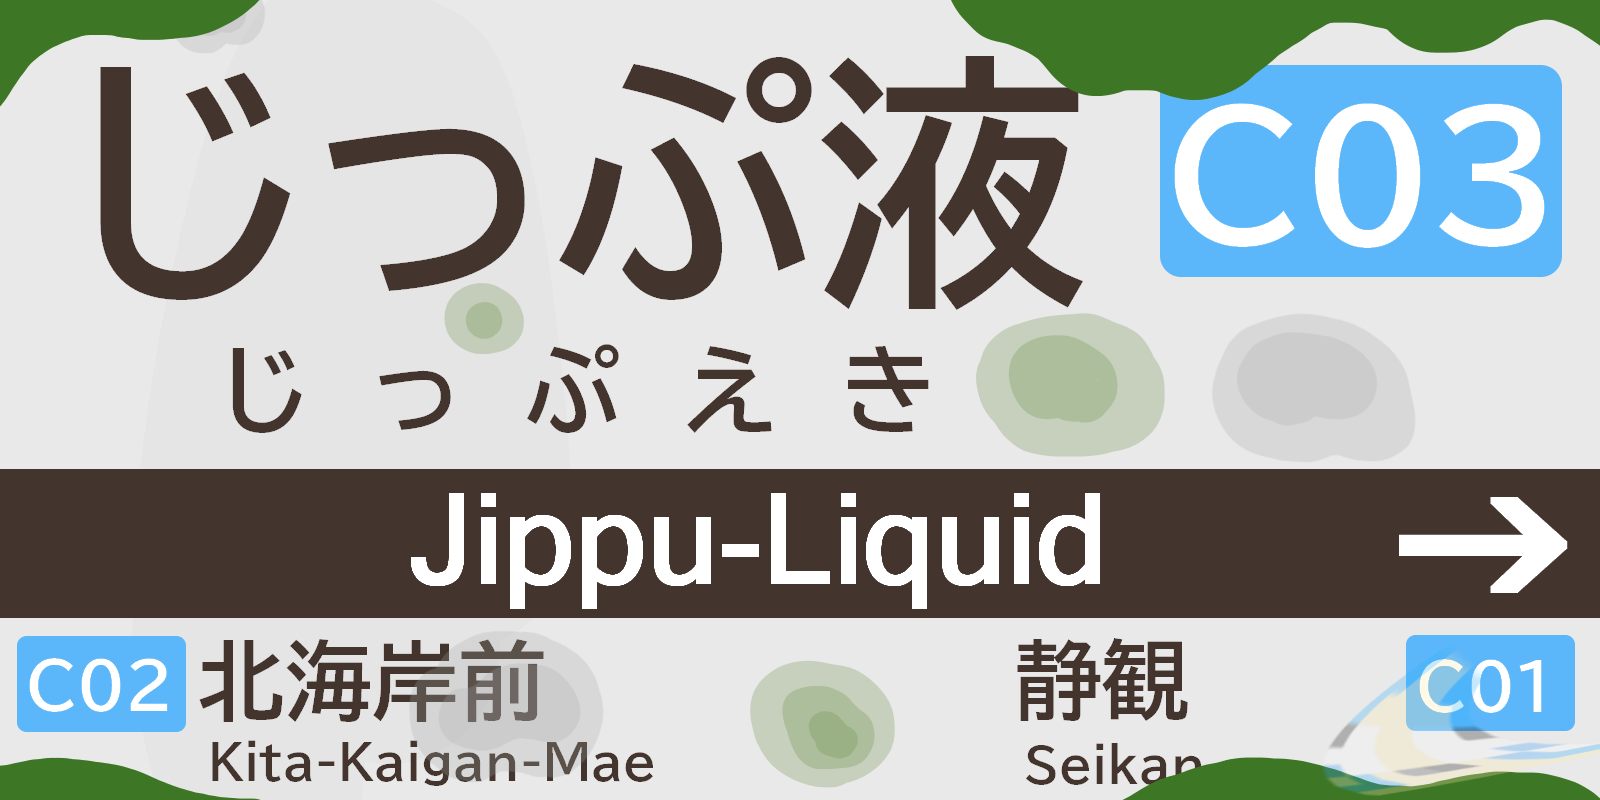 じっぷ液 C03
じっぷえき
Jippu-Liquid →
C02 北海岸前 静観 C01
Kita-Kaigan-Mae Seikan